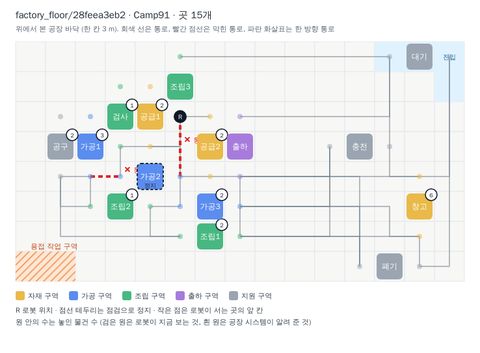 factory_floor/28feea3eb2 · Camp91 · 곳 15개
위에서 본 공장 바닥 (한 칸 3 m). 회색 선은 통로, 빨간 점선은 막힌 통로, 파란 화살표는 한 방향 통로
대기
진입
조립3
검사 1
공급1 2
R
공구 2
가공1 3
공급2 2
출하
충전
가공2
정지
조립2 1
가공3 2
창고 6
조립1 2
용접 작업 구역
폐기
자재 구역 가공 구역 조립 구역 출하 구역 지원 구역
R 로봇 위치 · 점선 테두리는 점검으로 정지 · 작은 점은 로봇이 서는 곳의 앞 칸
원 안의 수는 놓인 물건 수 (검은 원은 로봇이 지금 보는 것, 흰 원은 공장 시스템이 알려 준 것)